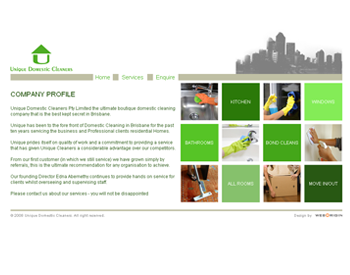 Unique Domestic Cleaners
Home
Services
Enquire
COMPANY PROFILE
Unique Domestic Cleaners Pty Limited the ultimate boutique domestic cleaning
company that is the best kept secret in Brisbane.
Unique has been to the fore front of Domestic Cleaning in Brisbane for the past
ten years servicing the business and Professional clients residential Homes.
Unique prides itself on quality of work and a commitment to providing a service
that has given Unique Cleaners a considerable advantage over our competitors.
From our first customer (in which we still service) we have grown simply by
referrals, this is the ultimate recommendation for any organisation to achieve.
Our founding Director Edna Abernathy continues to provide hands on service for
clients whilst overseeing and supervising staff.
Please contact us about our services - you will not be disappointed
KITCHEN
WINDOWS
BATHROOMS
BOND CLEANS
ALL ROOMS
MOVE IN/OUT
© 2009 Unique Domestic Cleaners. All right reserved.
Design by